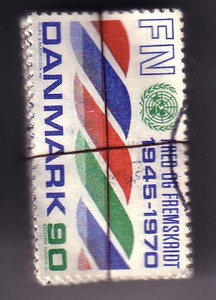 FN
FRED OG FREMSKRIDT
1945-1970
DANMARK 90